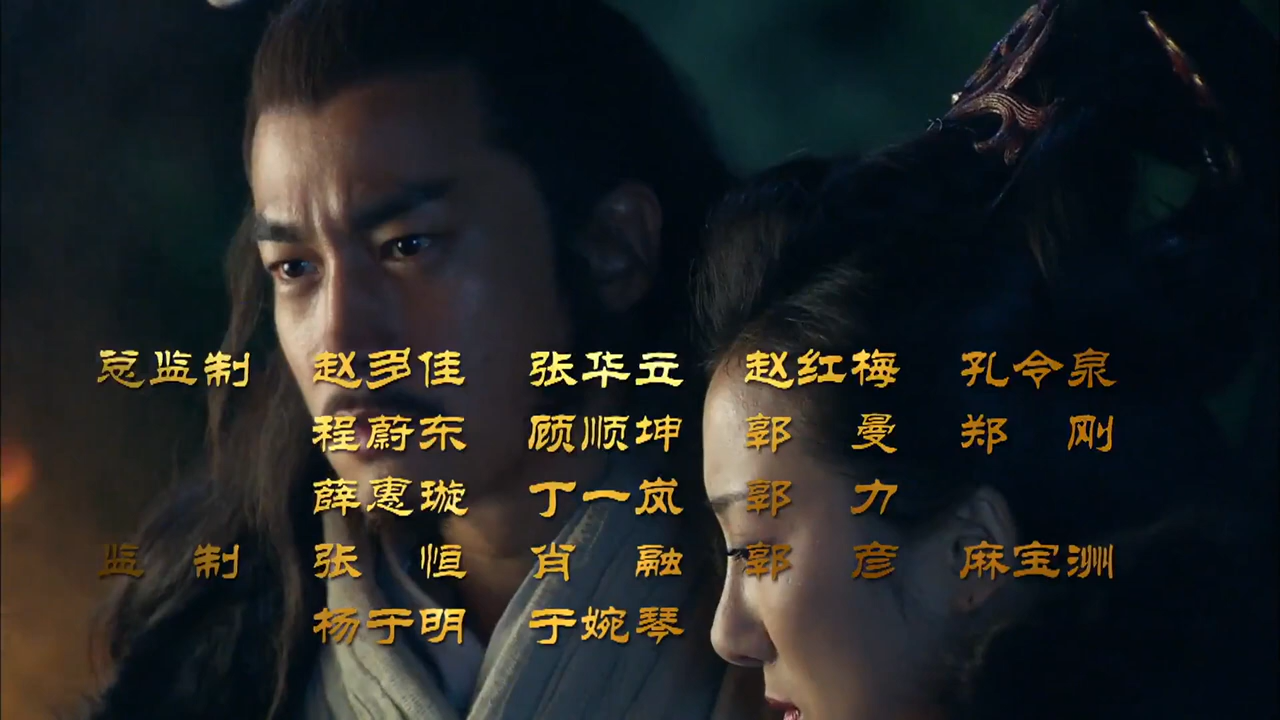 总监制 赵多佳 张华立 赵红梅 孔令泉
程蔚东 顾顺坤 郭曼 郑刚
薛惠璇 丁一岚 郭力
监制 张恒 肖融 郭彦 麻宝洲
杨于明 于婉琴